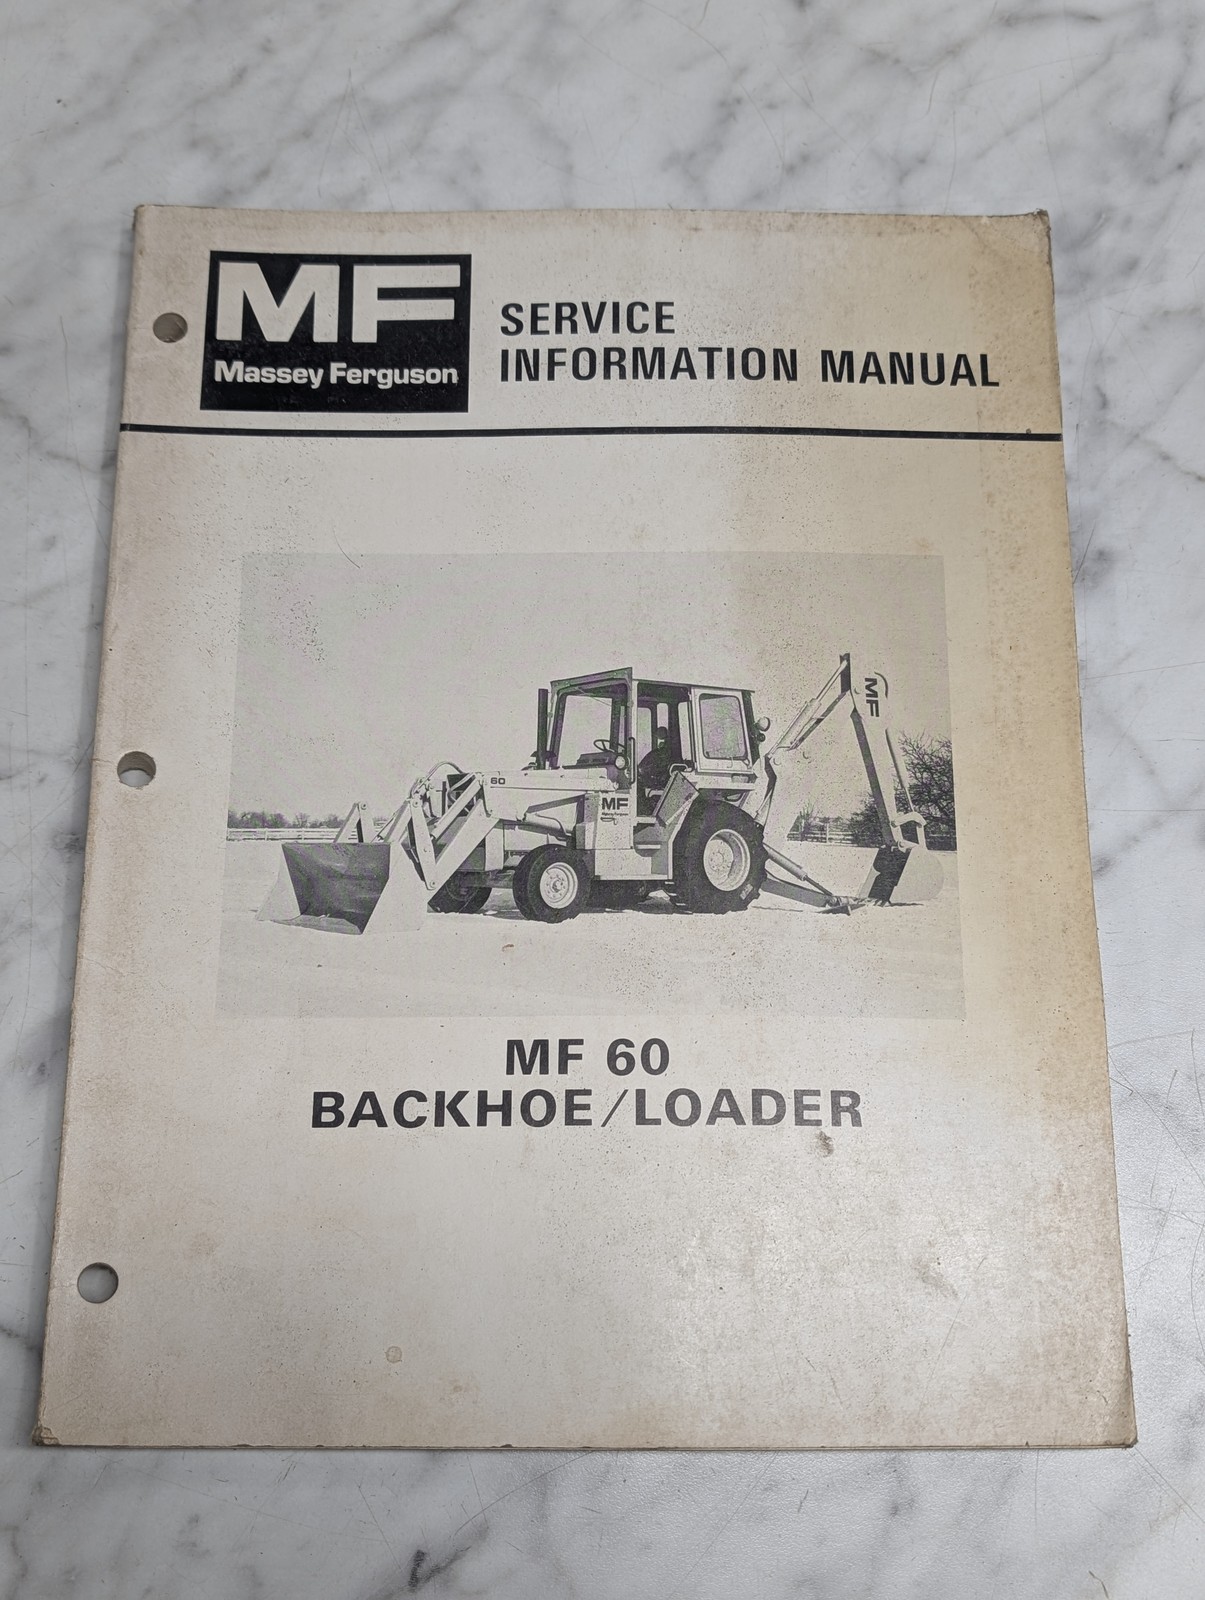 MF
Massey Ferguson
SERVICE
INFORMATION MANUAL
MF
60
MF
MF 60
BACKHOE/LOADER